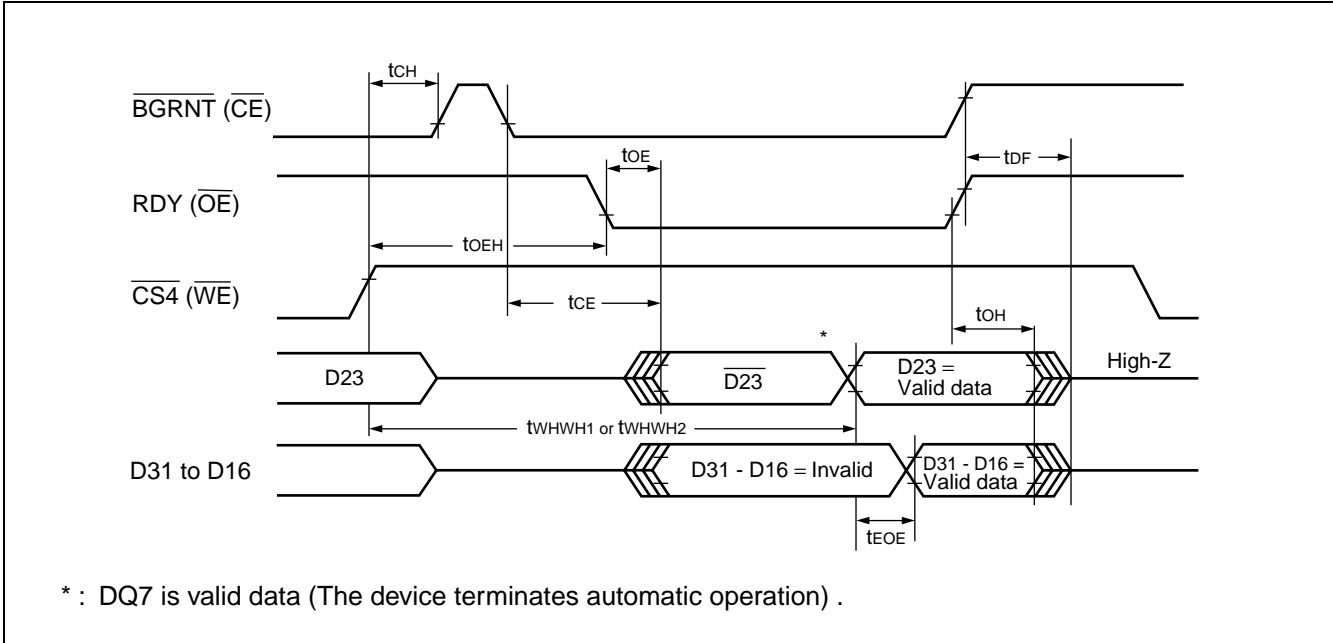 tCH
BGRNT (CE)
tOE
tDF
RDY (OE)
tOEH
CS4 (WE)
tCE
tOH
*
D23
D23
D23 =
Valid data
High-Z
tWHWH1 or tWHWH2
D31 to D16
D31 - D16 = Invalid
D31 - D16 =
Valid data
tEOE
* : DQ7 is valid data (The device terminates automatic operation) .